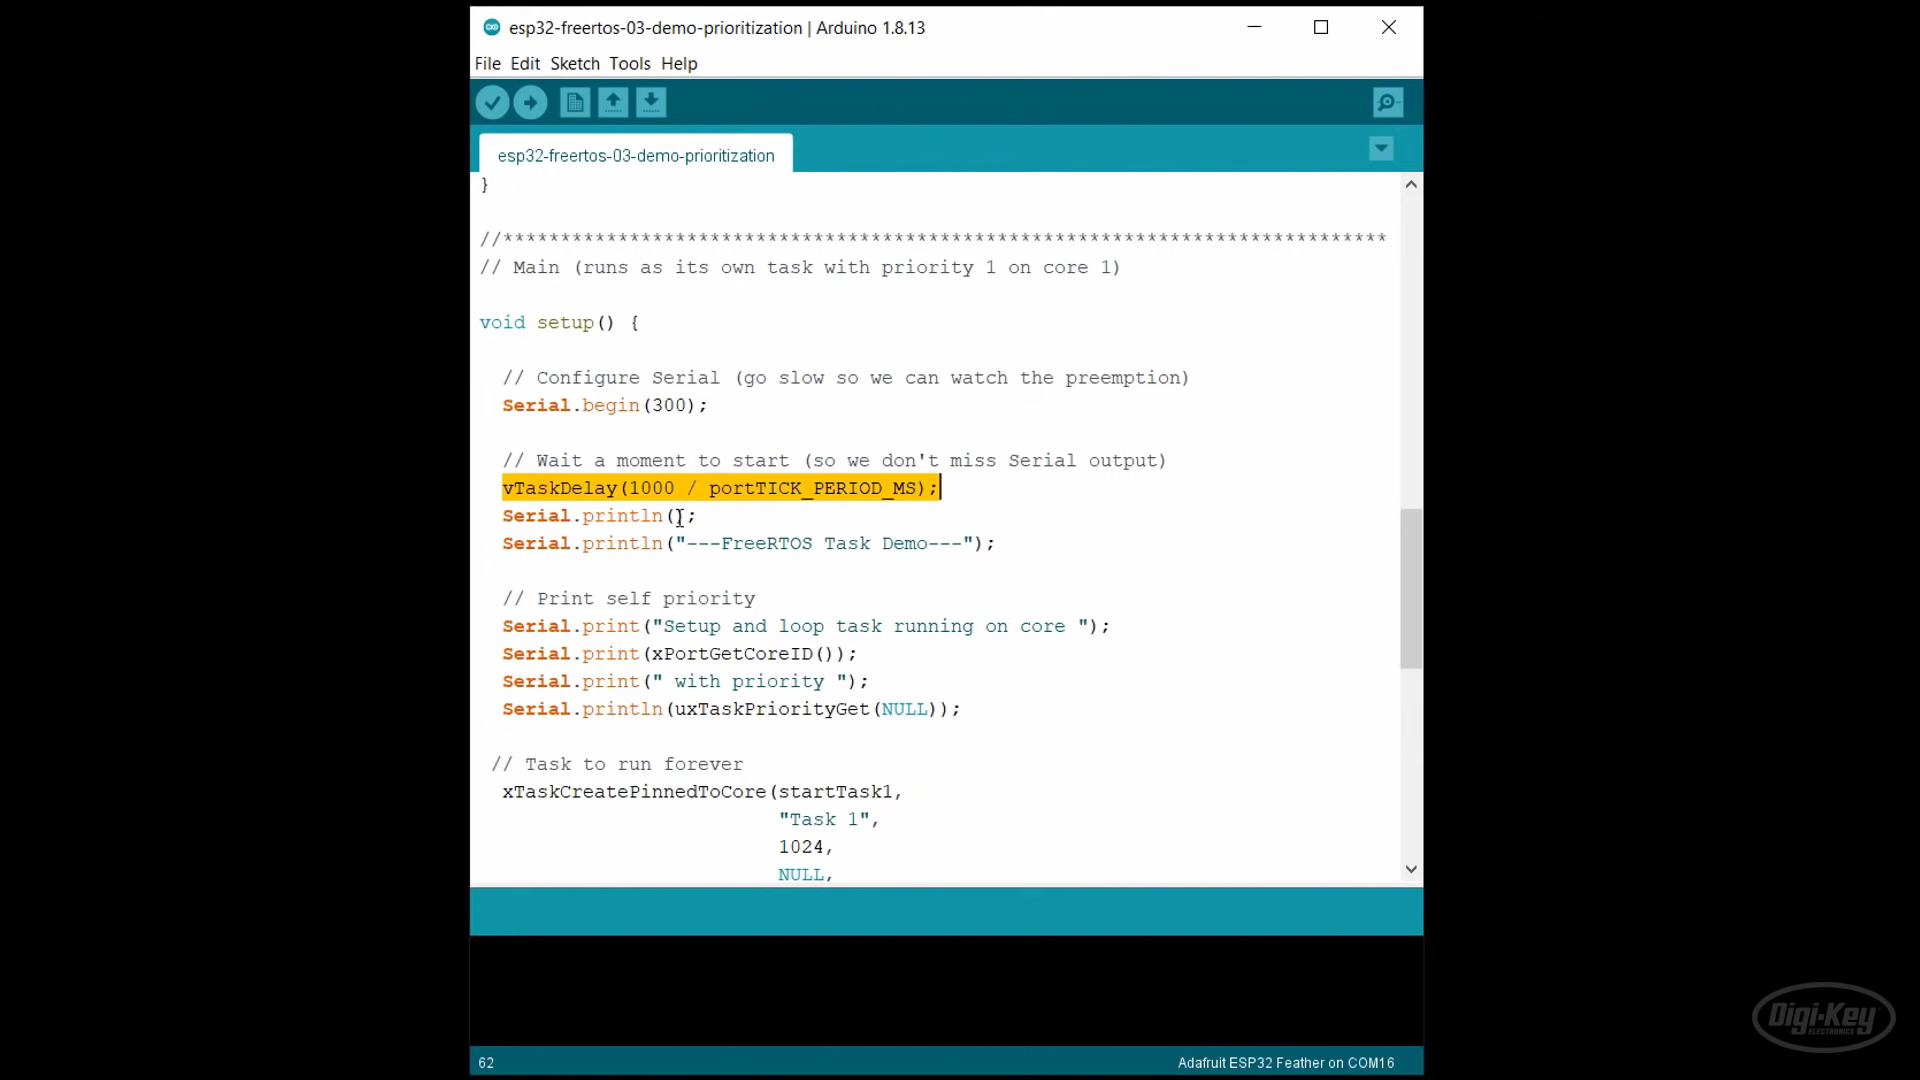 esp32-freertos-03-demo-prioritization | Arduino 1.8.13
File Edit Sketch Tools Help
esp32-freertos-03-demo-prioritization
}
//*****************************************************************************
// Main (runs as its own task with priority 1 on core 1)
void setup() {
// Configure Serial (go slow so we can watch the preemption)
Serial.begin(300);
// Wait a moment to start (so we don't miss Serial output)
vTaskDelay(1000 / portTICK_PERIOD_MS);
Serial.println();
Serial.println("---FreeRTOS Task Demo---");
// Print self priority
Serial.print("Setup and loop task running on core ");
Serial.print(xPortGetCoreID());
Serial.print(" with priority ");
Serial.println(uxTaskPriorityGet(NULL));
// Task to run forever
xTaskCreatePinnedToCore(startTask1,
"Task 1",
1024,
NULL,
62
Adafruit ESP32 Feather on COM16
Digi-Key
ELECTRONICS